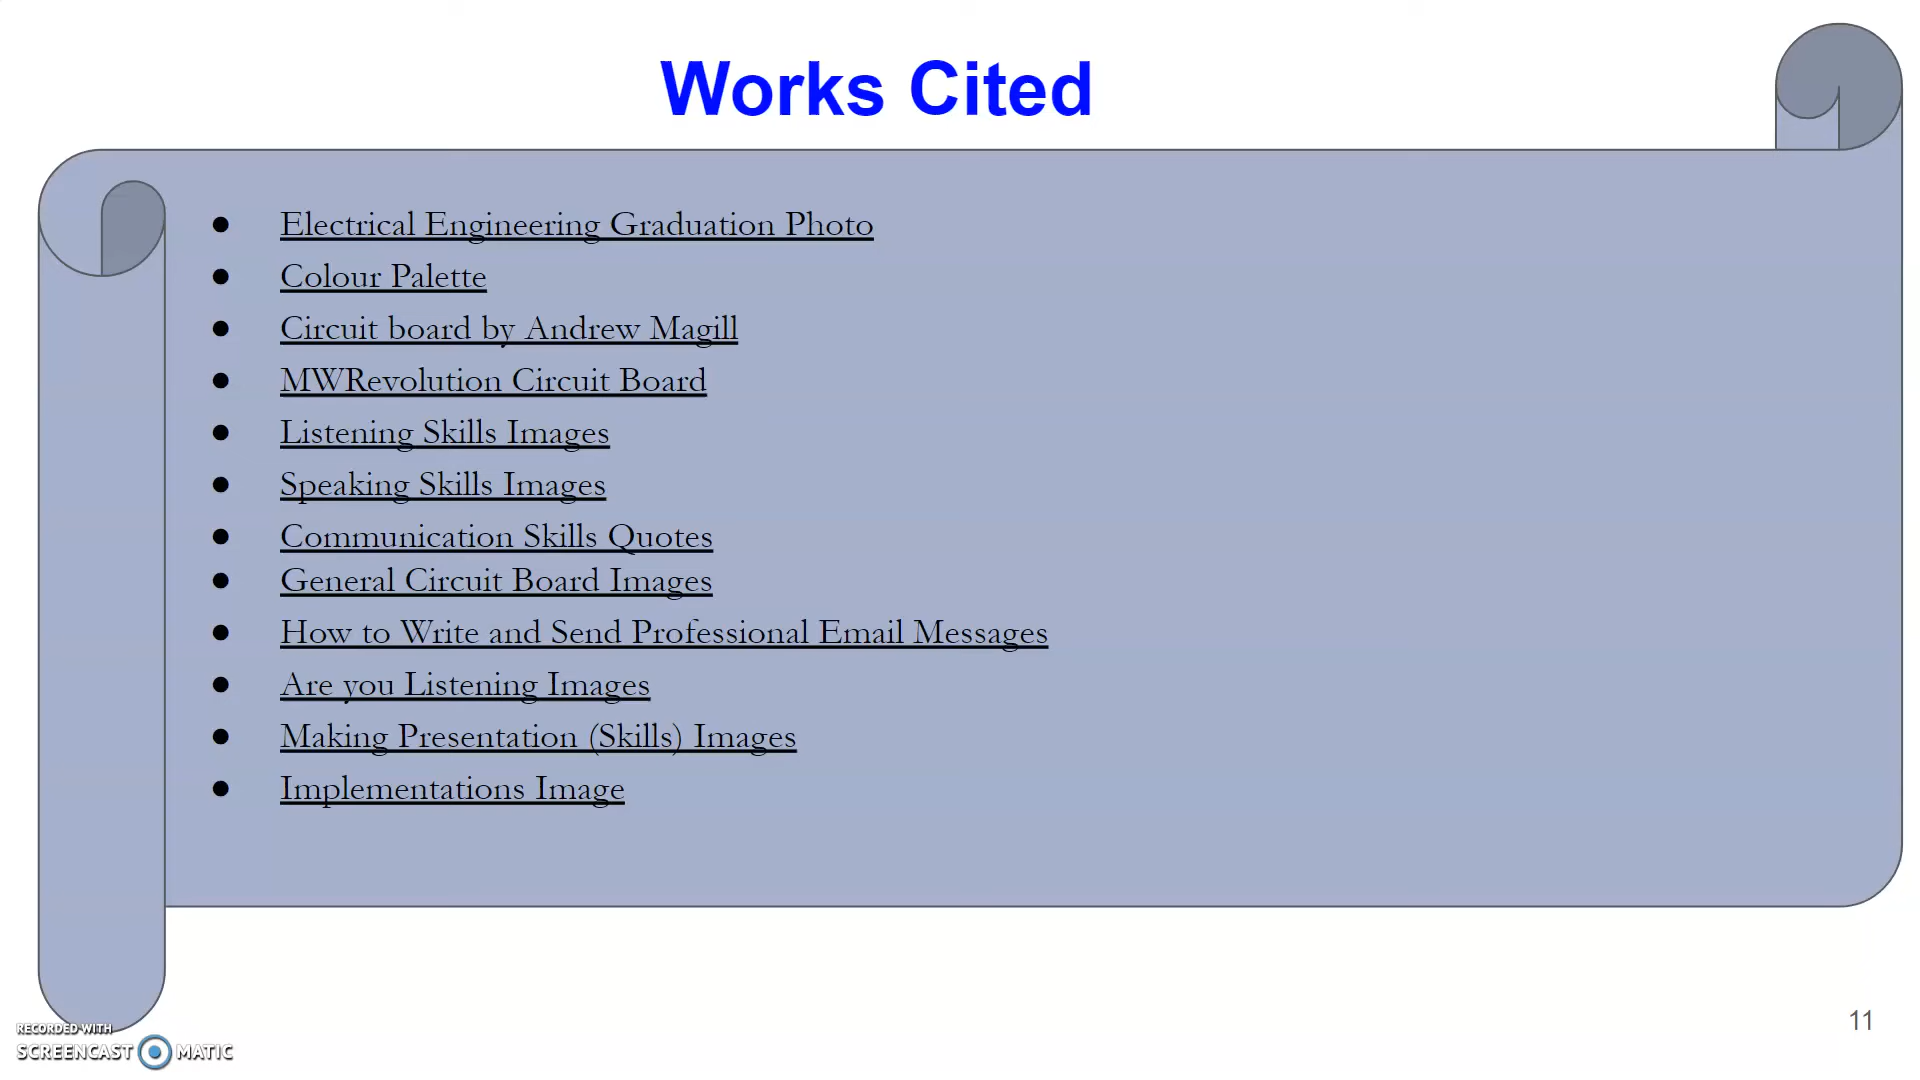 Works Cited
● Electrical Engineering Graduation Photo
● Colour Palette
● Circuit board by Andrew Magill
● MWRevolution Circuit Board
● Listening Skills Images
● Speaking Skills Images
● Communication Skills Quotes
● General Circuit Board Images
● How to Write and Send Professional Email Messages
● Are you Listening Images
● Making Presentation (Skills) Images
● Implementations Image
11
RECORDED WITH
SCREENCAST MATIC